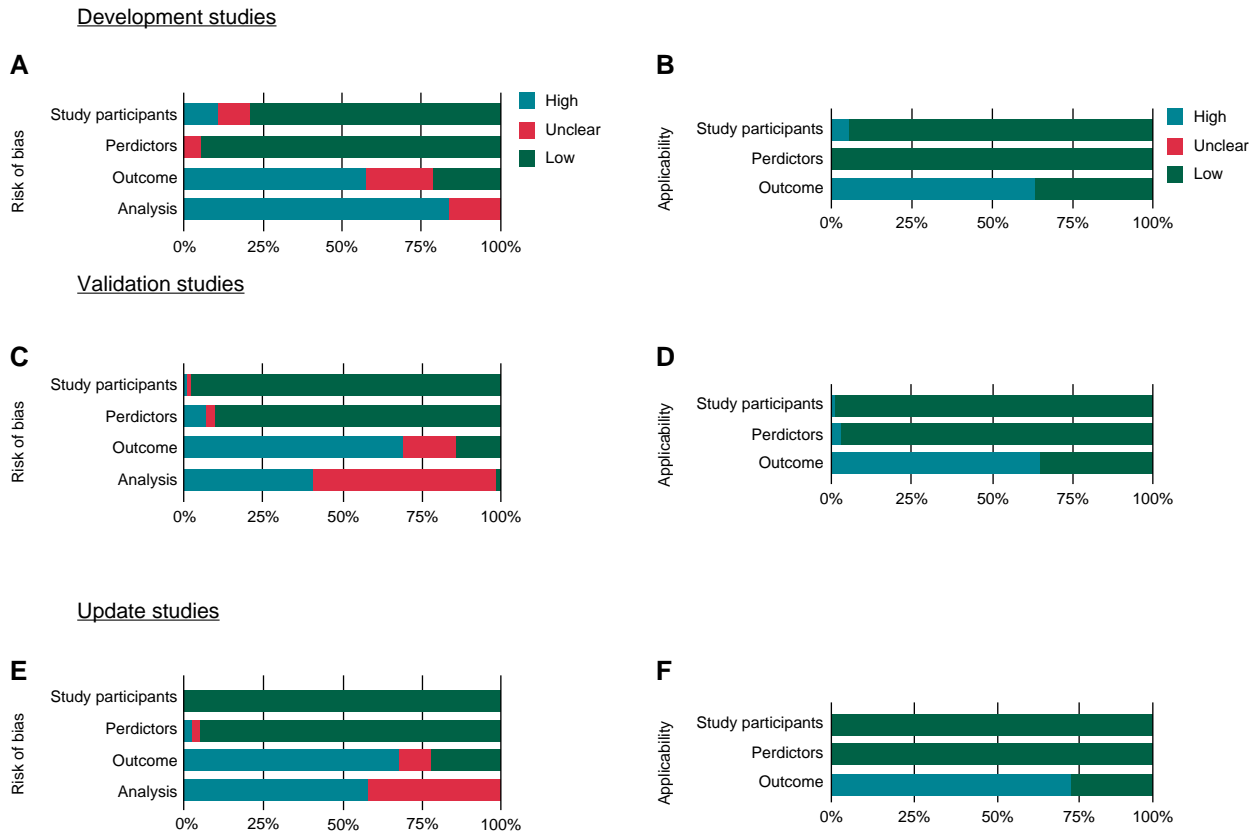 Development studies
A
Risk of bias
Study participants
Perdictors
Outcome
Analysis
0% 25% 50% 75% 100%
High
Unclear
Low
B
Applicability
Study participants
Perdictors
Outcome
0% 25% 50% 75% 100%
High
Unclear
Low
Validation studies
C
Risk of bias
Study participants
Perdictors
Outcome
Analysis
0% 25% 50% 75% 100%
D
Applicability
Study participants
Perdictors
Outcome
0% 25% 50% 75% 100%
Update studies
E
Risk of bias
Study participants
Perdictors
Outcome
Analysis
0% 25% 50% 75% 100%
F
Applicability
Study participants
Perdictors
Outcome
0% 25% 50% 75% 100%